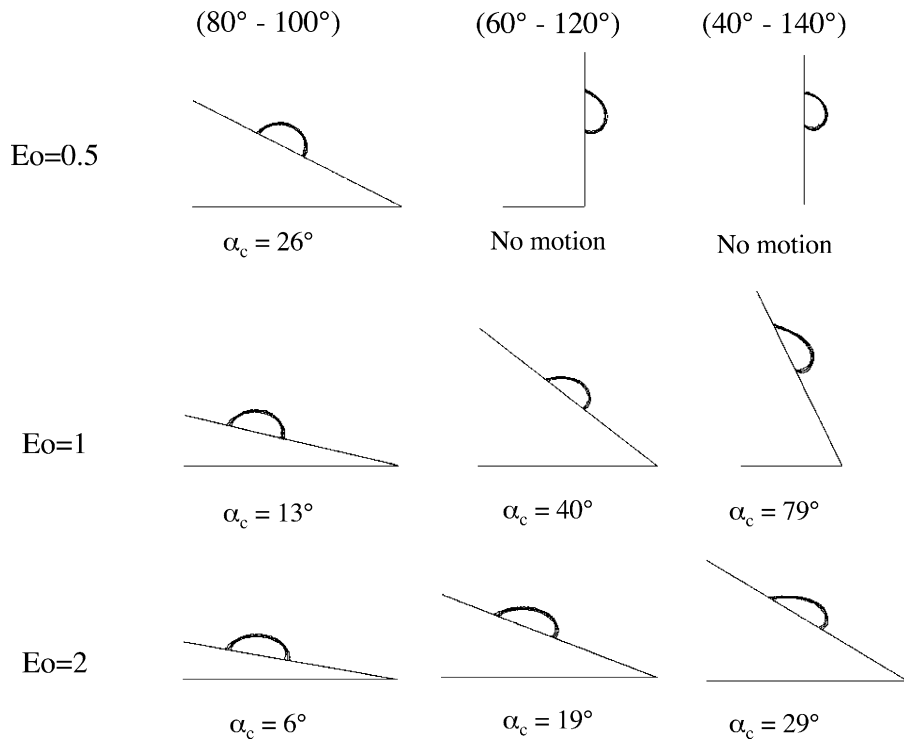 (80° - 100°) (60° - 120°) (40° - 140°)
Eo=0.5
α_c = 26° No motion No motion
Eo=1
α_c = 13° α_c = 40° α_c = 79°
Eo=2
α_c = 6° α_c = 19° α_c = 29°